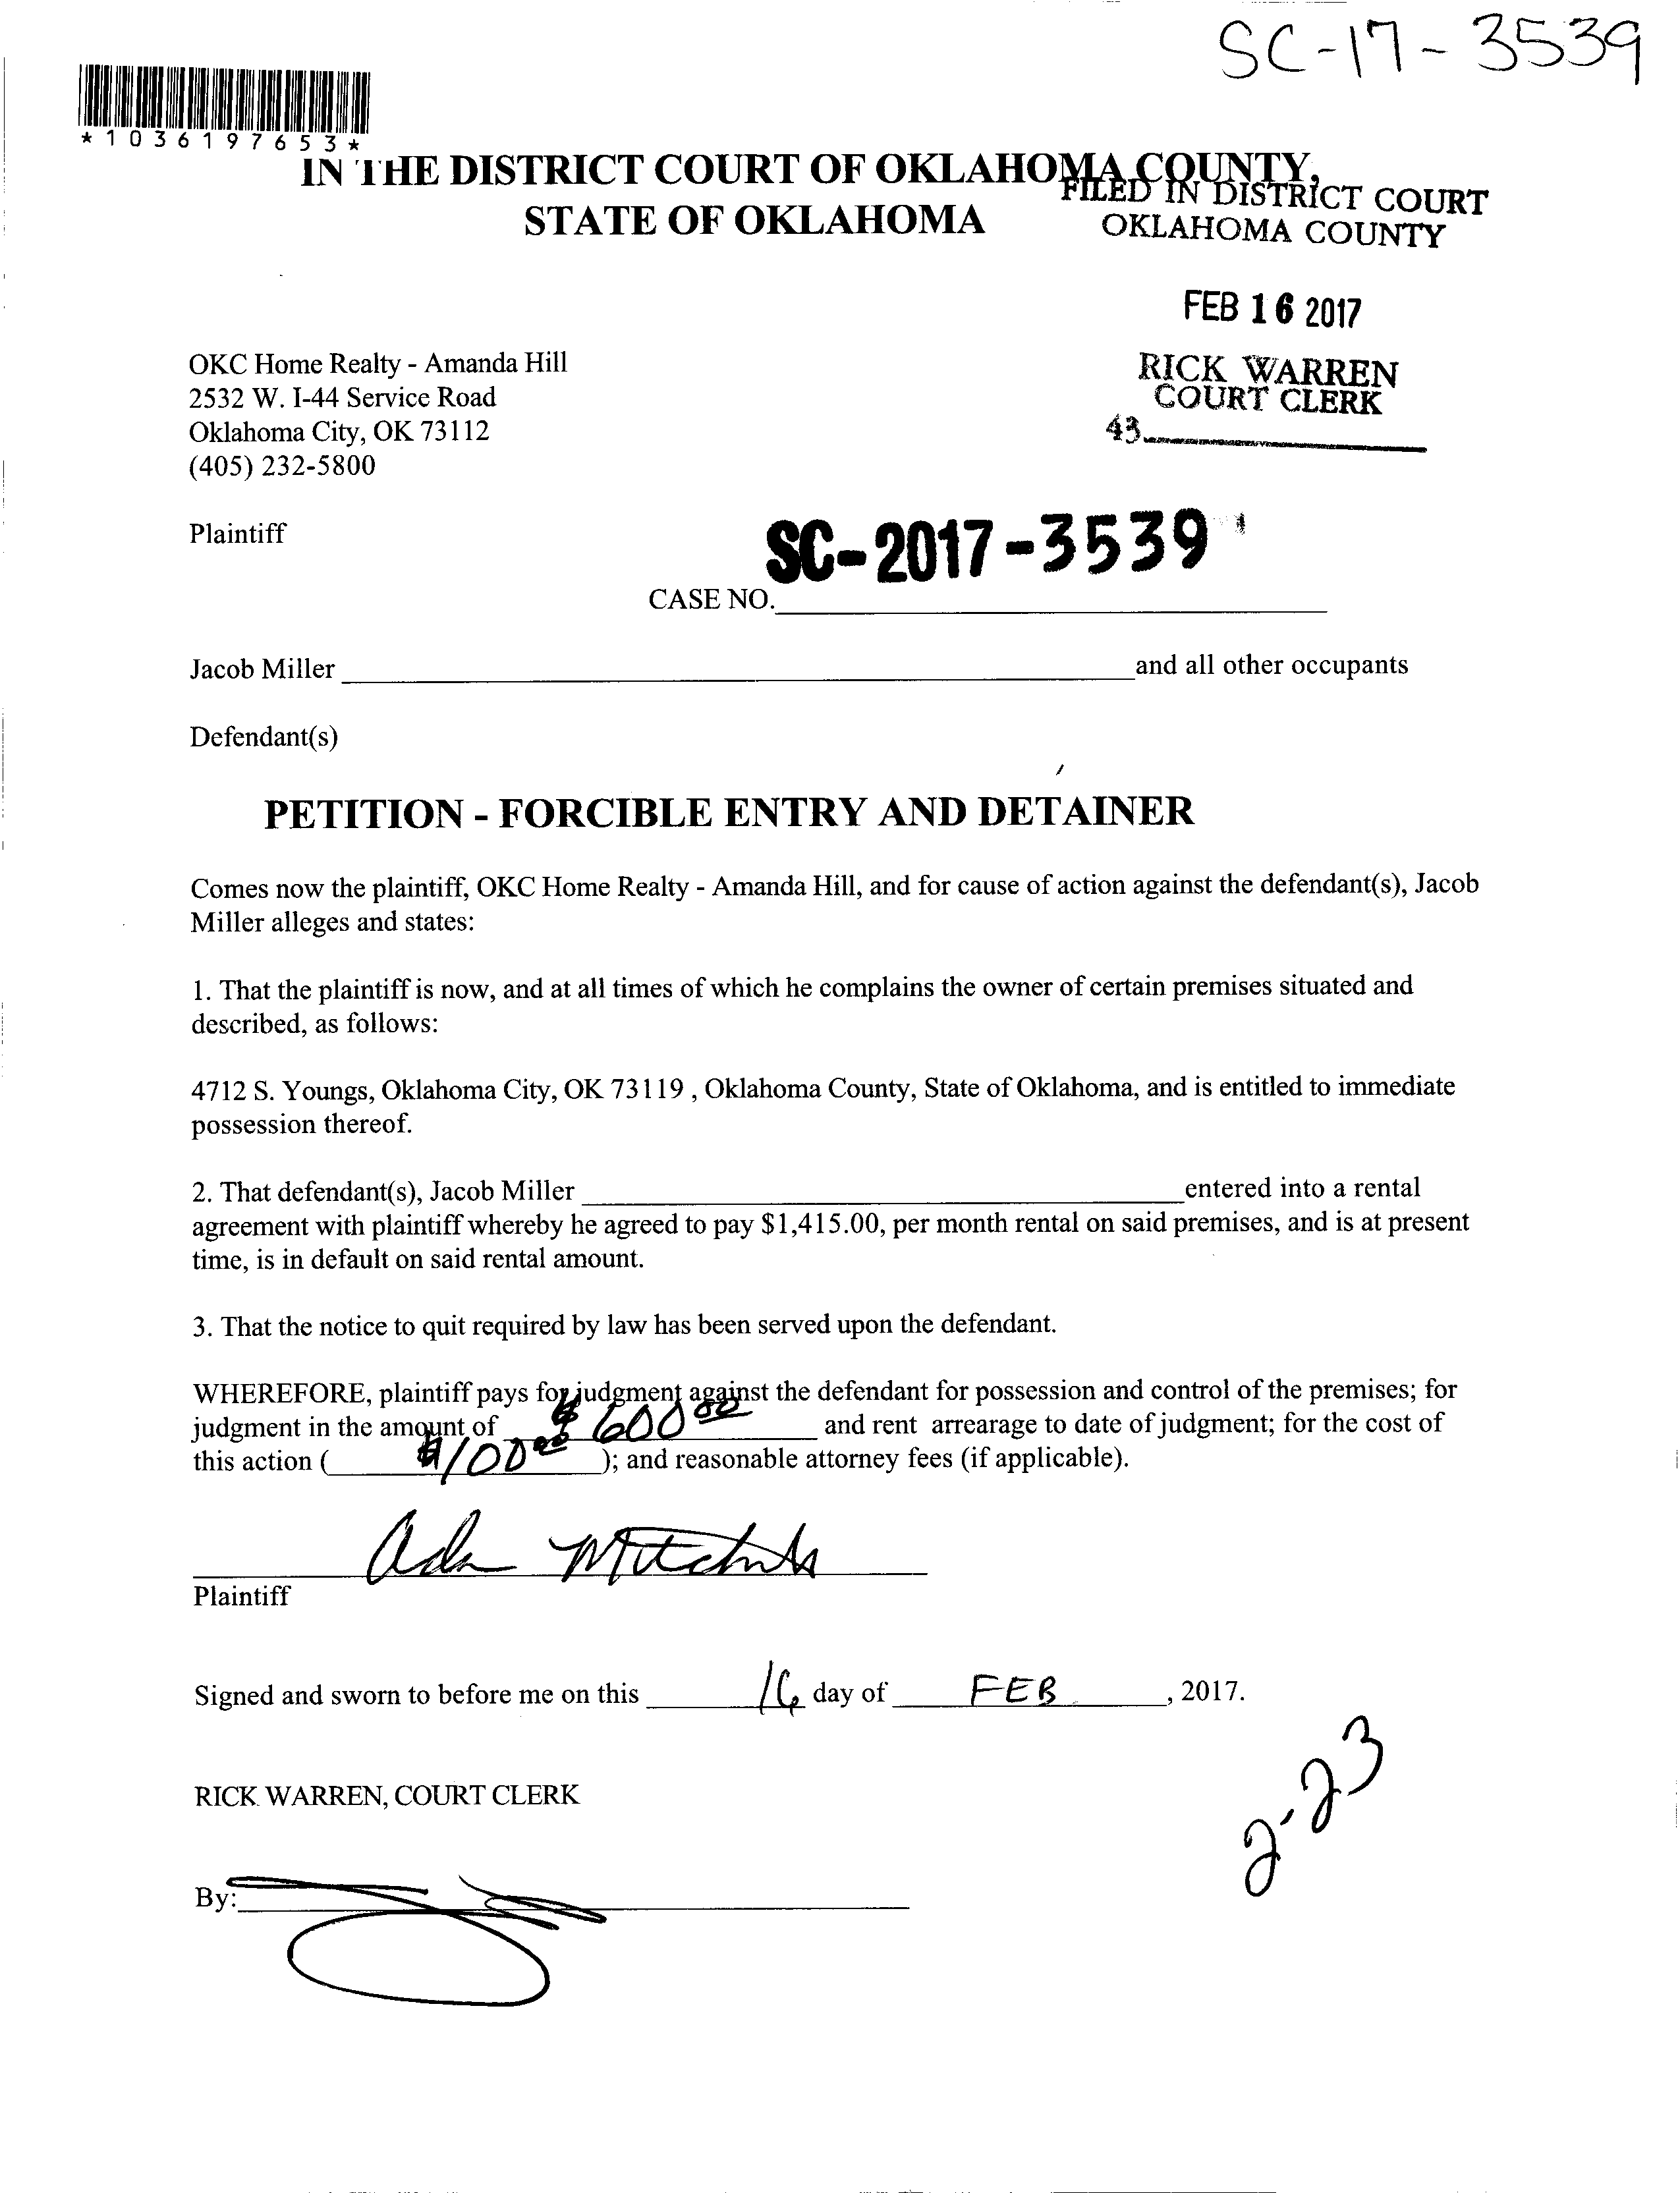 SC-17-3539
*1036197653*
IN THE DISTRICT COURT OF OKLAHOMA COUNTY,
STATE OF OKLAHOMA
FILED IN DISTRICT COURT
OKLAHOMA COUNTY
FEB 16 2017
RICK WARREN
COURT CLERK
43
OKC Home Realty - Amanda Hill
2532 W. I-44 Service Road
Oklahoma City, OK 73112
(405) 232-5800
Plaintiff
SC-2017-3539
CASE NO.
Jacob Miller and all other occupants
Defendant(s)
PETITION - FORCIBLE ENTRY AND DETAINER
Comes now the plaintiff, OKC Home Realty - Amanda Hill, and for cause of action against the defendant(s), Jacob
Miller alleges and states:
1. That the plaintiff is now, and at all times of which he complains the owner of certain premises situated and
described, as follows:
4712 S. Youngs, Oklahoma City, OK 73119 , Oklahoma County, State of Oklahoma, and is entitled to immediate
possession thereof.
2. That defendant(s), Jacob Miller entered into a rental
agreement with plaintiff whereby he agreed to pay $1,415.00, per month rental on said premises, and is at present
time, is in default on said rental amount.
3. That the notice to quit required by law has been served upon the defendant.
WHEREFORE, plaintiff pays for judgment against the defendant for possession and control of the premises; for
judgment in the amount of $600.00 and rent arrearage to date of judgment; for the cost of
this action ( $100.00 ); and reasonable attorney fees (if applicable).
Plaintiff
Signed and sworn to before me on this 16 day of FEB, 2017.
RICK WARREN, COURT CLERK
2-23
By: